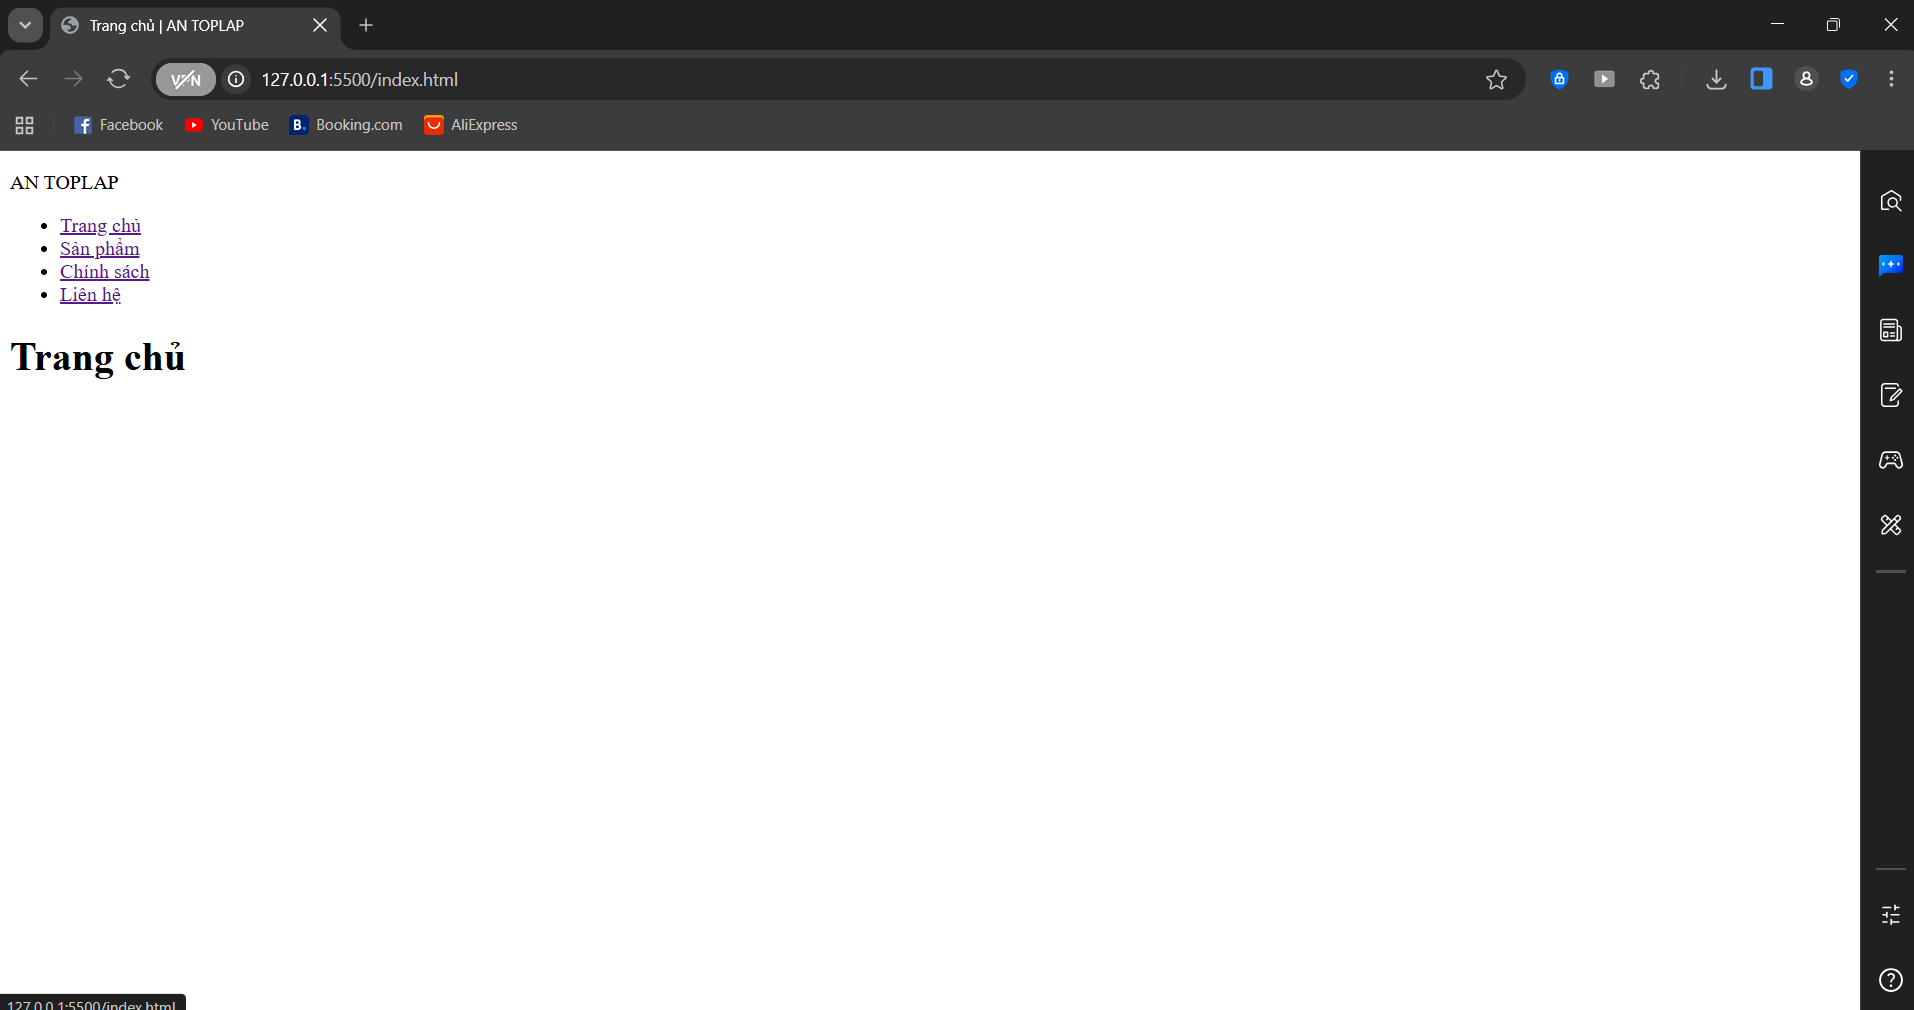 Trang chủ | AN TOPLAP
VPN
127.0.0.1:5500/index.html
Facebook
YouTube
B.
Booking.com
AliExpress
AN TOPLAP
Trang chủ
Sản phẩm
Chính sách
Liên hệ
Trang chủ
127.0.0.1:5500/index.html